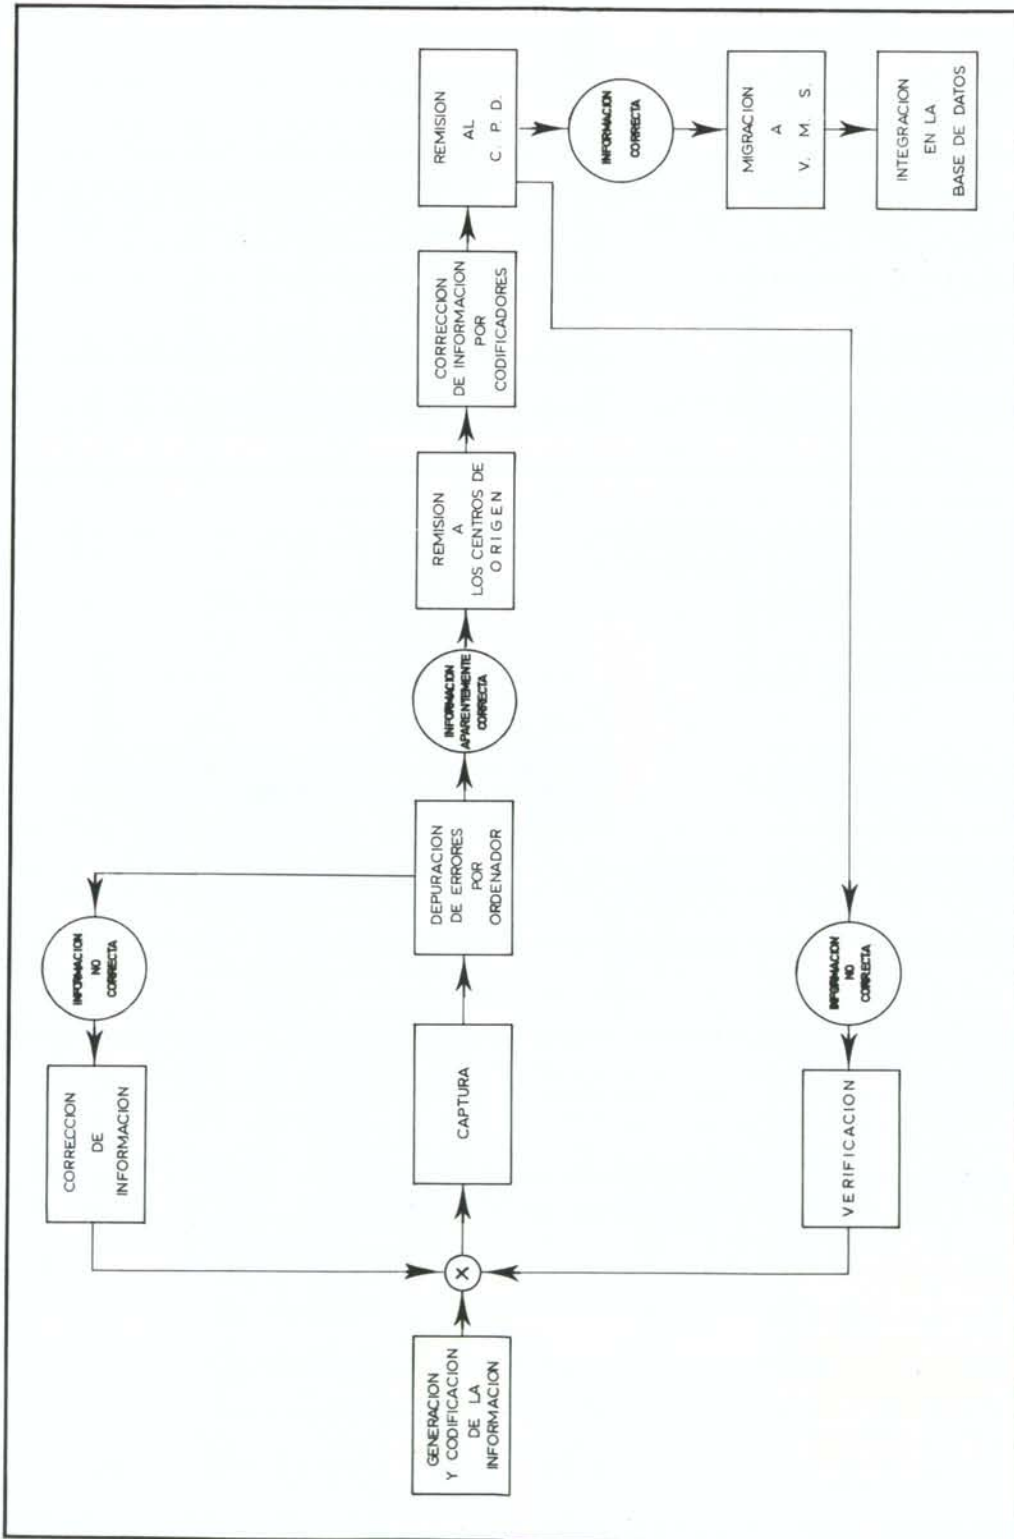 GENERACION
Y CODIFICACION
DE LA
INFORMACION
X
CAPTURA
DEPURACION
DE ERRORES
POR
ORDENADOR
INFORMACION
NO
CORRECTA
CORRECCION
DE
INFORMACION
INFORMACION
APARENTEMENTE
CORRECTA
REMISION
A
LOS CENTROS DE
ORIGEN
CORRECCION
DE INFORMACION
POR
CODIFICADORES
REMISION
AL
C. P. D.
INFORMACION
CORRECTA
MIGRACION
A
V. M. S.
INTEGRACION
EN LA
BASE DE DATOS
INFORMACION
NO
CORRECTA
VERIFICACION